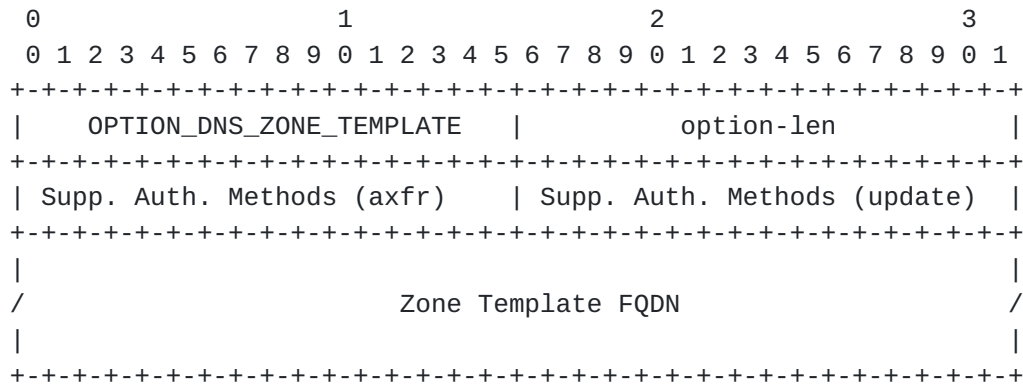 0                   1                   2                   3
 0 1 2 3 4 5 6 7 8 9 0 1 2 3 4 5 6 7 8 9 0 1 2 3 4 5 6 7 8 9 0 1
+-+-+-+-+-+-+-+-+-+-+-+-+-+-+-+-+-+-+-+-+-+-+-+-+-+-+-+-+-+-+-+-+
|    OPTION_DNS_ZONE_TEMPLATE   |          option-len           |
+-+-+-+-+-+-+-+-+-+-+-+-+-+-+-+-+-+-+-+-+-+-+-+-+-+-+-+-+-+-+-+-+
| Supp. Auth. Methods (axfr)    | Supp. Auth. Methods (update)  |
+-+-+-+-+-+-+-+-+-+-+-+-+-+-+-+-+-+-+-+-+-+-+-+-+-+-+-+-+-+-+-+-+
|                                                               |
/                        Zone Template FQDN                     /
|                                                               |
+-+-+-+-+-+-+-+-+-+-+-+-+-+-+-+-+-+-+-+-+-+-+-+-+-+-+-+-+-+-+-+-+